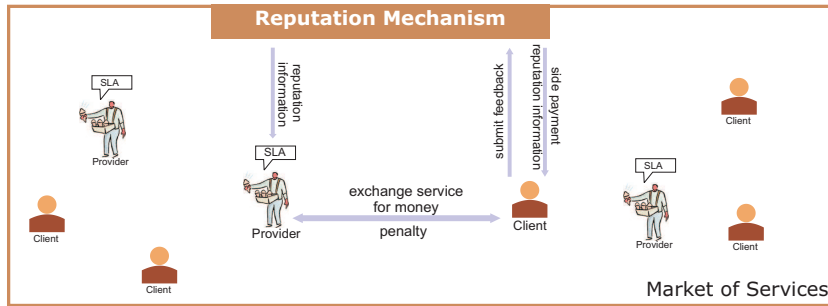 Reputation Mechanism
reputation
information
submit feedback
side payment
reputation information
SLA
Provider
SLA
Provider
exchange service
for money
penalty
Client
Client
SLA
Provider
Client
Client
Client
Market of Services